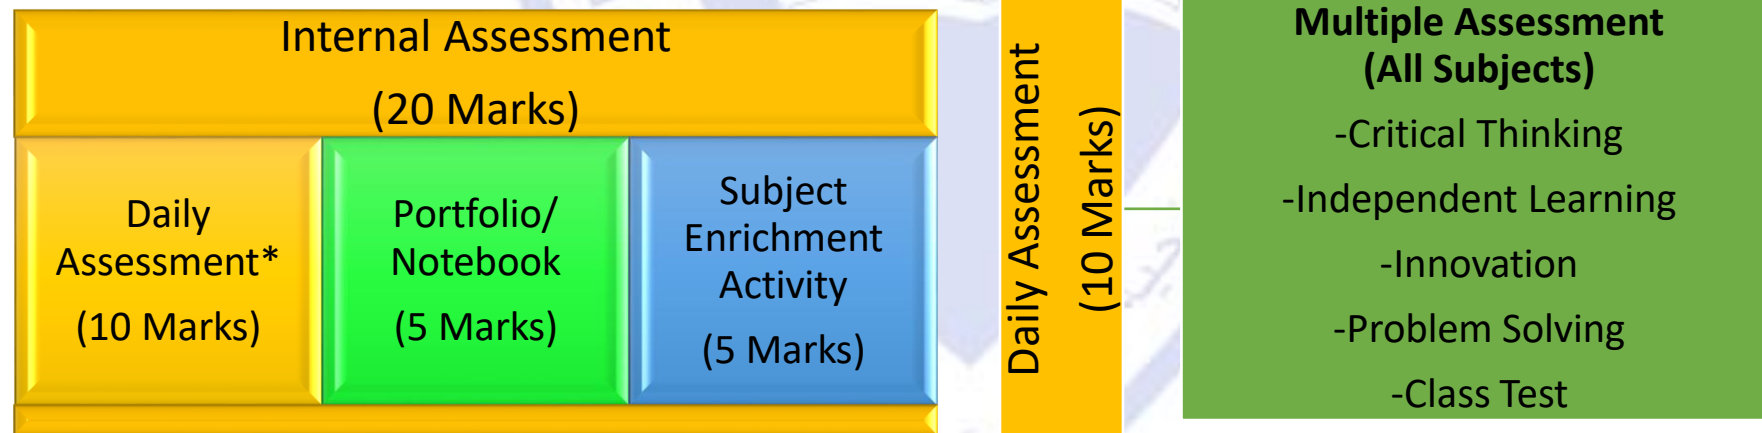 Internal Assessment
(20 Marks)
Daily
Assessment*
(10 Marks)
Portfolio/
Notebook
(5 Marks)
Subject
Enrichment
Activity
(5 Marks)
Daily Assessment
(10 Marks)
Multiple Assessment
(All Subjects)
-Critical Thinking
-Independent Learning
-Innovation
-Problem Solving
-Class Test